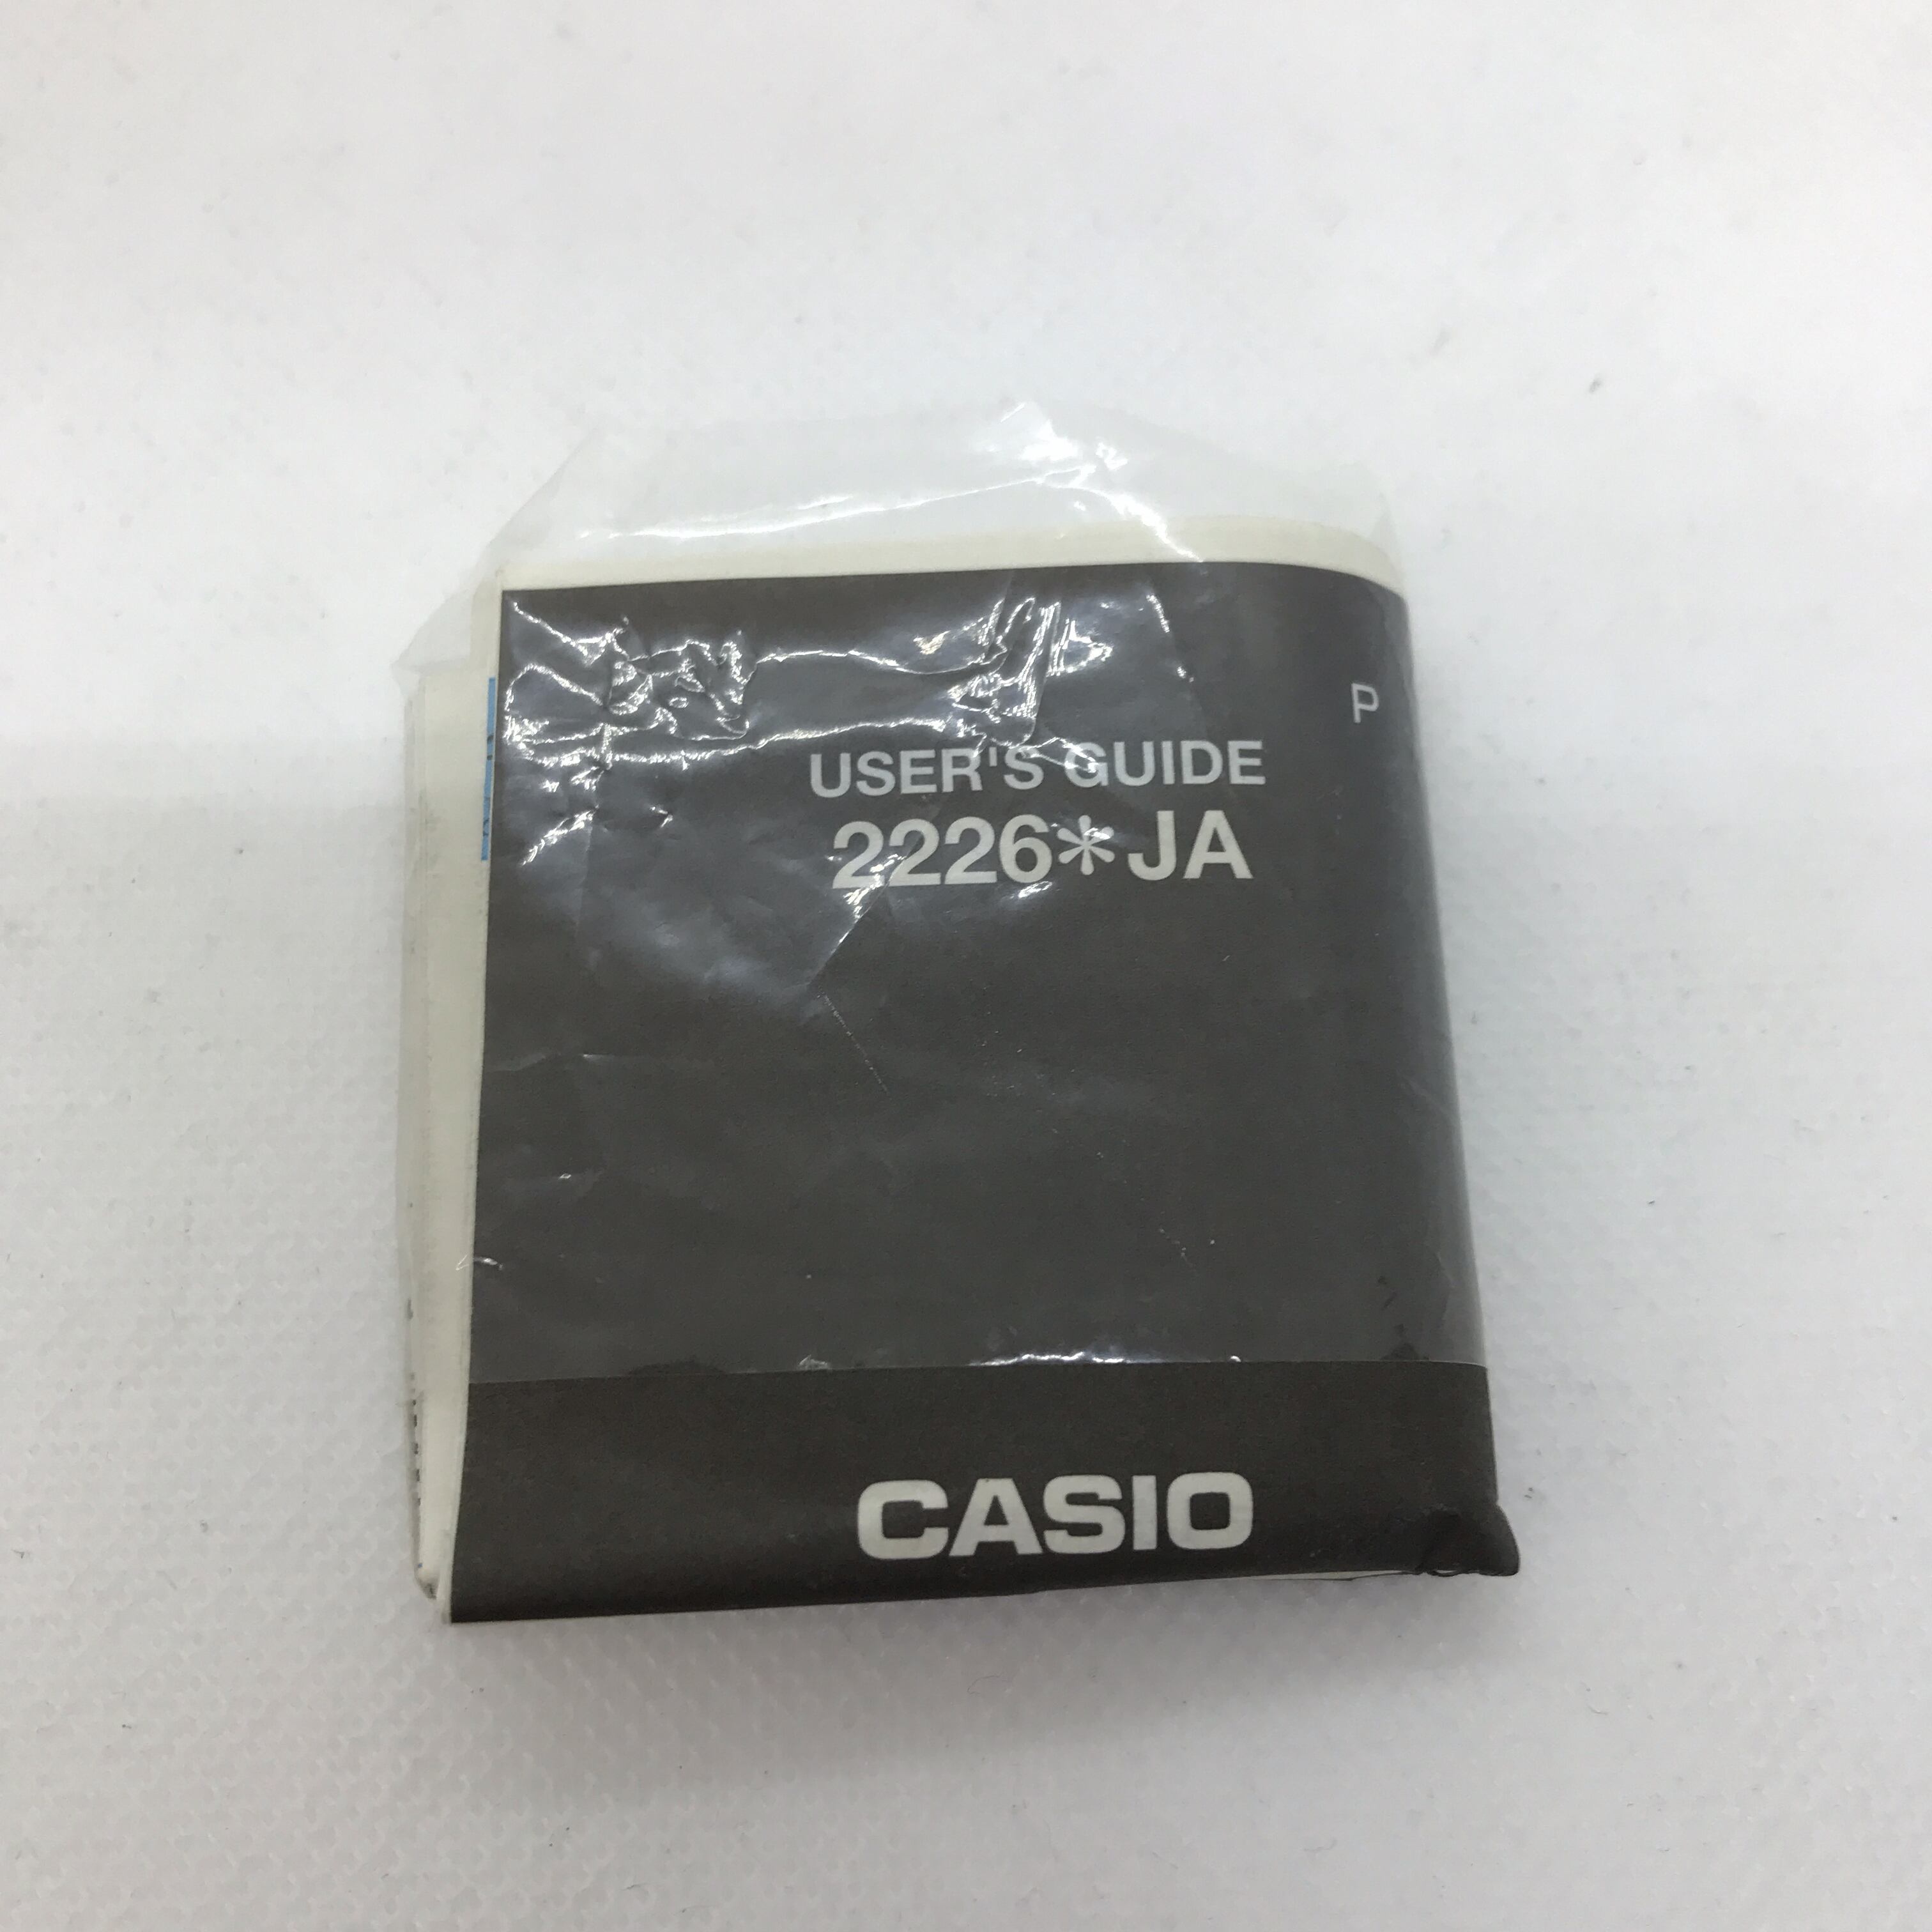 P
USER'S GUIDE
2226*JA
CASIO